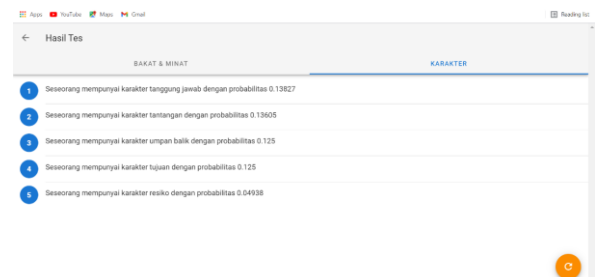 Apps YouTube Maps Gmail Reading list
Hasil Tes
BAKAT & MINAT KARAKTER
1 Seseorang mempunyai karakter tanggung jawab dengan probabilitas 0.13827
2 Seseorang mempunyai karakter tantangan dengan probabilitas 0.13605
3 Seseorang mempunyai karakter umpan balik dengan probabilitas 0.125
4 Seseorang mempunyai karakter tujuan dengan probabilitas 0.125
5 Seseorang mempunyai karakter resiko dengan probabilitas 0.04938